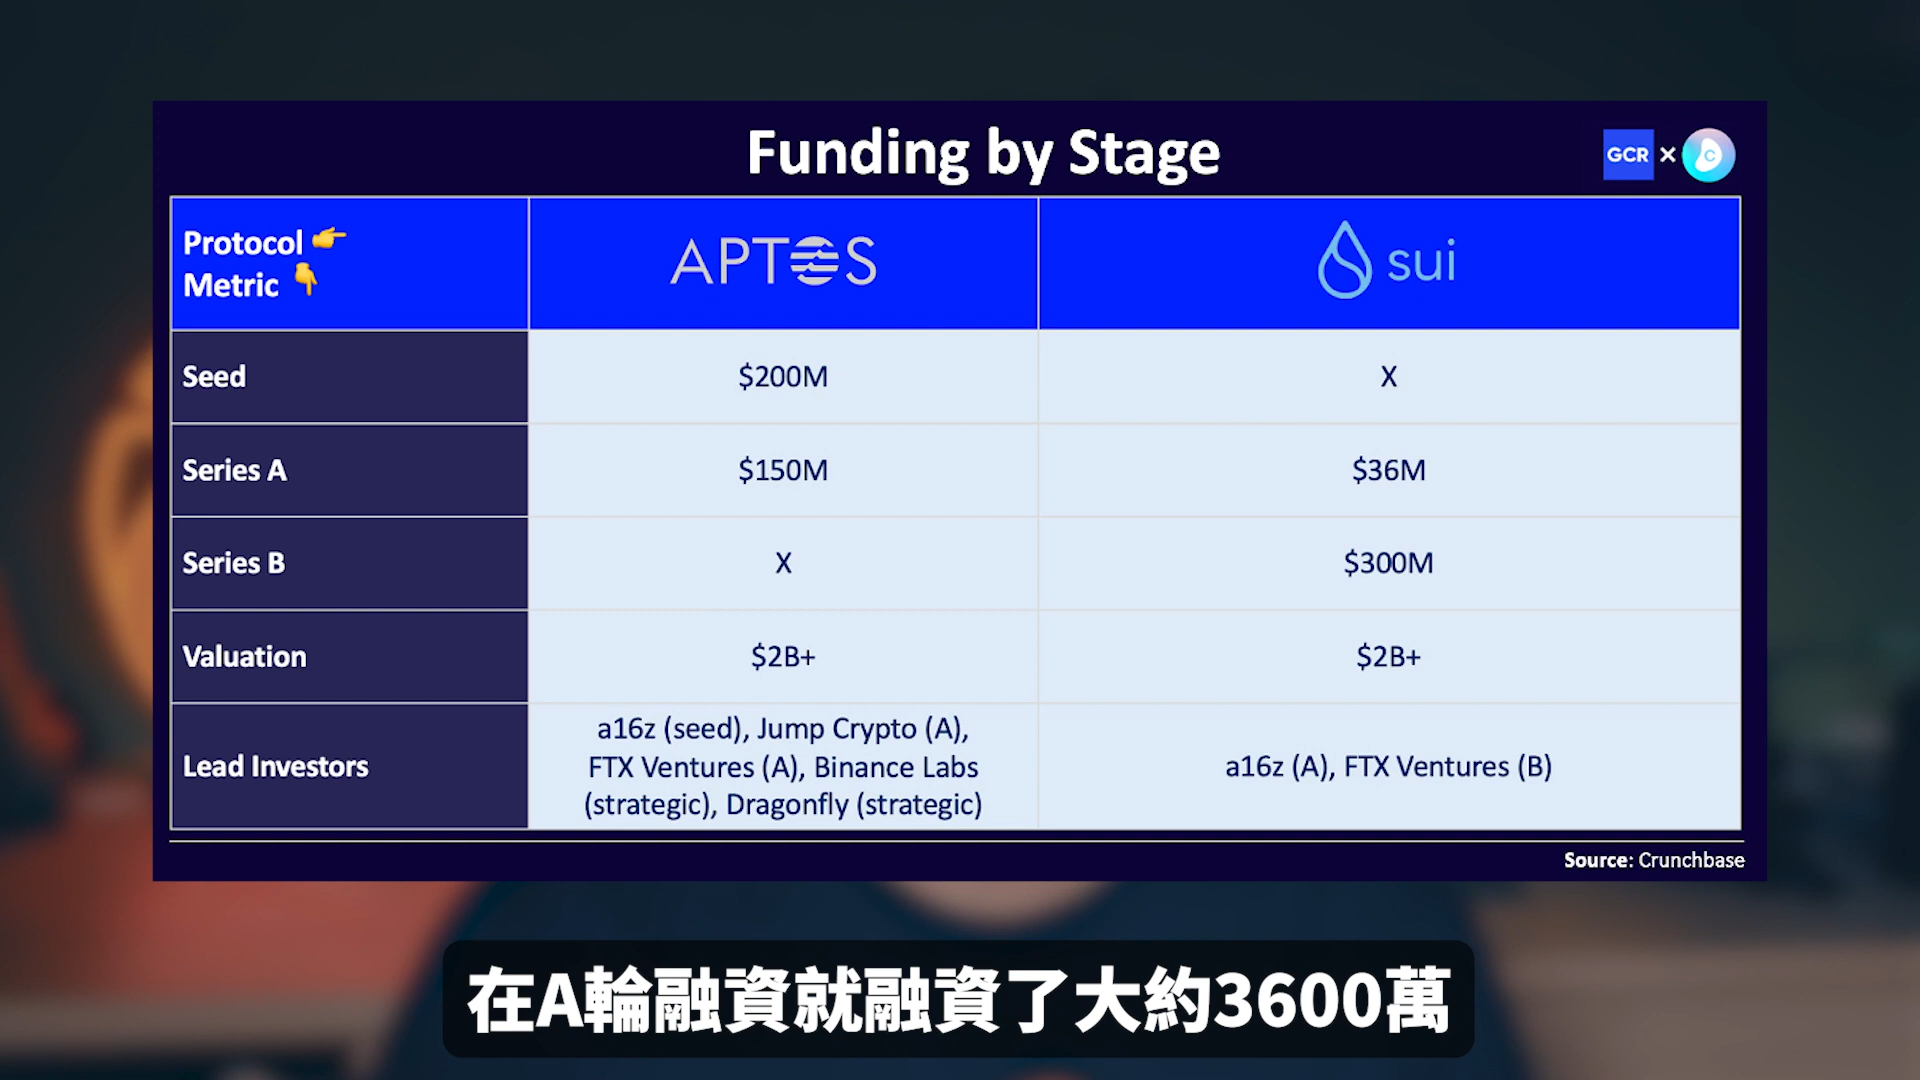 Funding by Stage
GCR × C
Protocol 👉
Metric 👇
APTOS
sui
Seed
$200M
X
Series A
$150M
$36M
Series B
X
$300M
Valuation
$2B+
$2B+
Lead Investors
a16z (seed), Jump Crypto (A),
FTX Ventures (A), Binance Labs
(strategic), Dragonfly (strategic)
a16z (A), FTX Ventures (B)
Source: Crunchbase
在A輪融資就融資了大約3600萬